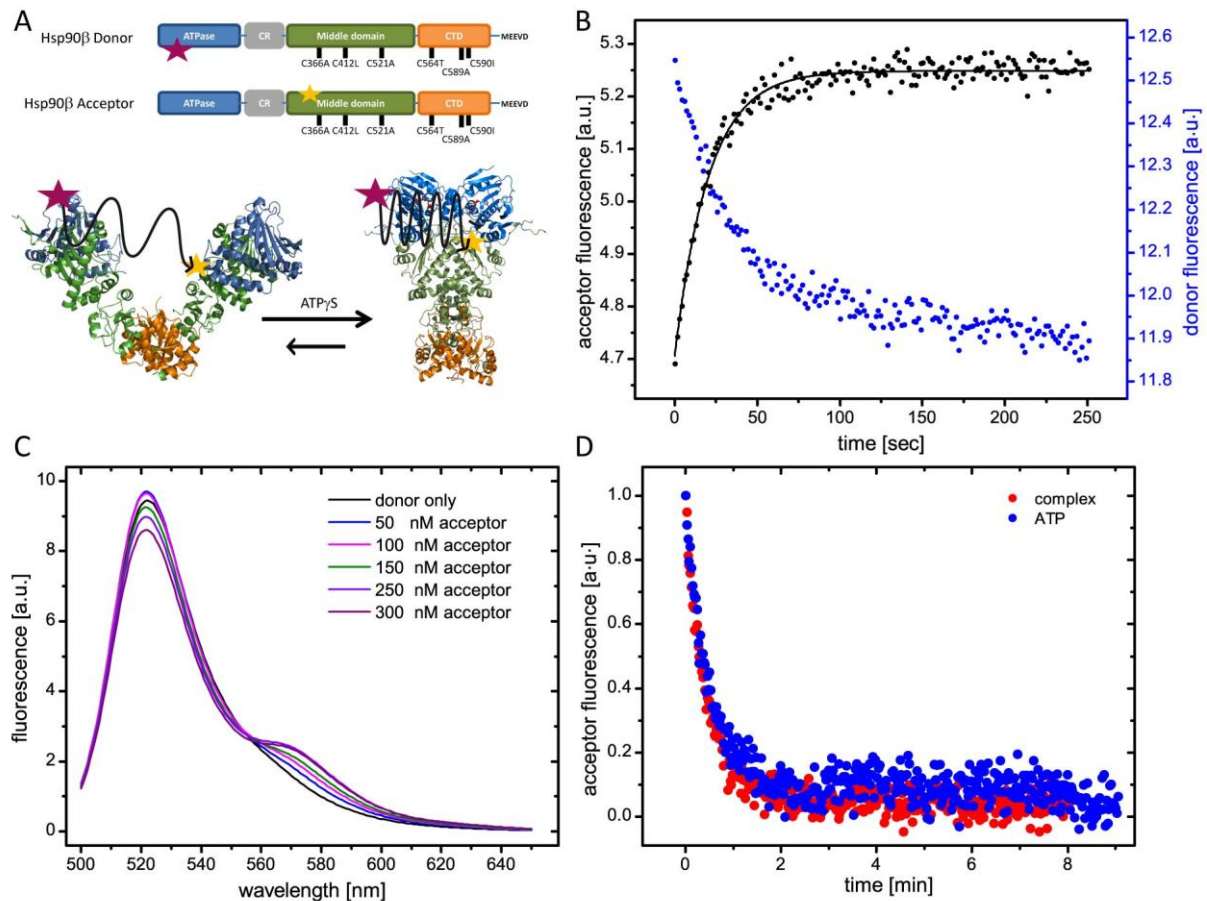 A
Hsp90β Donor
ATPase CR Middle domain CTD MEEVD
C366A C412L C521A C564T C590I
C589A
Hsp90β Acceptor
ATPase CR Middle domain CTD MEEVD
C366A C412L C521A C564T C590I
C589A
ATPγS
B
acceptor fluorescence [a.u.]
5.3
5.2
5.1
5.0
4.9
4.8
4.7
12.6
12.5
12.4
12.3
12.2
12.1
12.0
11.9
11.8
donor fluorescence [a·u·]
0 50 100 150 200 250
time [sec]
C
fluorescence [a.u.]
10
8
6
4
2
0
donor only
50 nM acceptor
100 nM acceptor
150 nM acceptor
250 nM acceptor
300 nM acceptor
500 520 540 560 580 600 620 640
wavelength [nm]
D
acceptor fluorescence [a·u·]
1.0
0.8
0.6
0.4
0.2
0.0
complex
ATP
0 2 4 6 8
time [min]